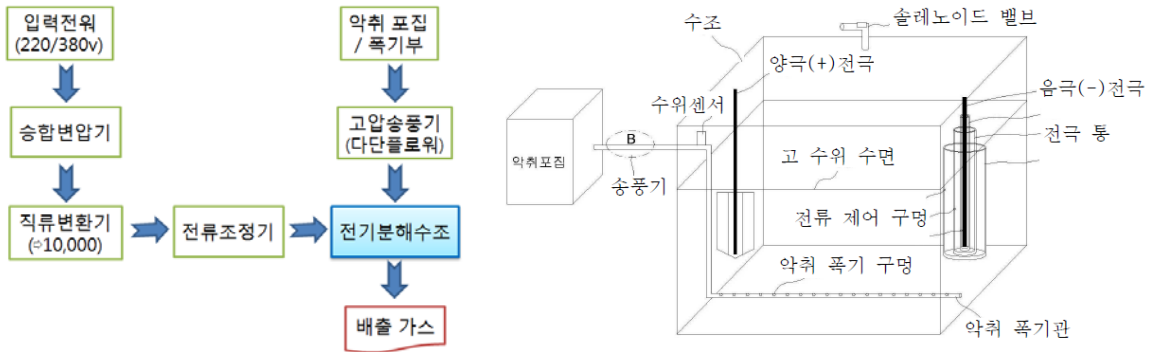 입력전워
(220/380v)
승합변압기
직류변환기
(⇨10,000)
전류조정기
악취 포집
/ 폭기부
고압송풍기
(다단플로워)
전기분해수조
배출 가스
솔레노이드 밸브
수조
양극(+)전극
수위센서
음극(-)전극
전극 통
B
악취포집
송풍기
고 수위 수면
전류 제어 구멍
악취 폭기 구멍
악취 폭기관